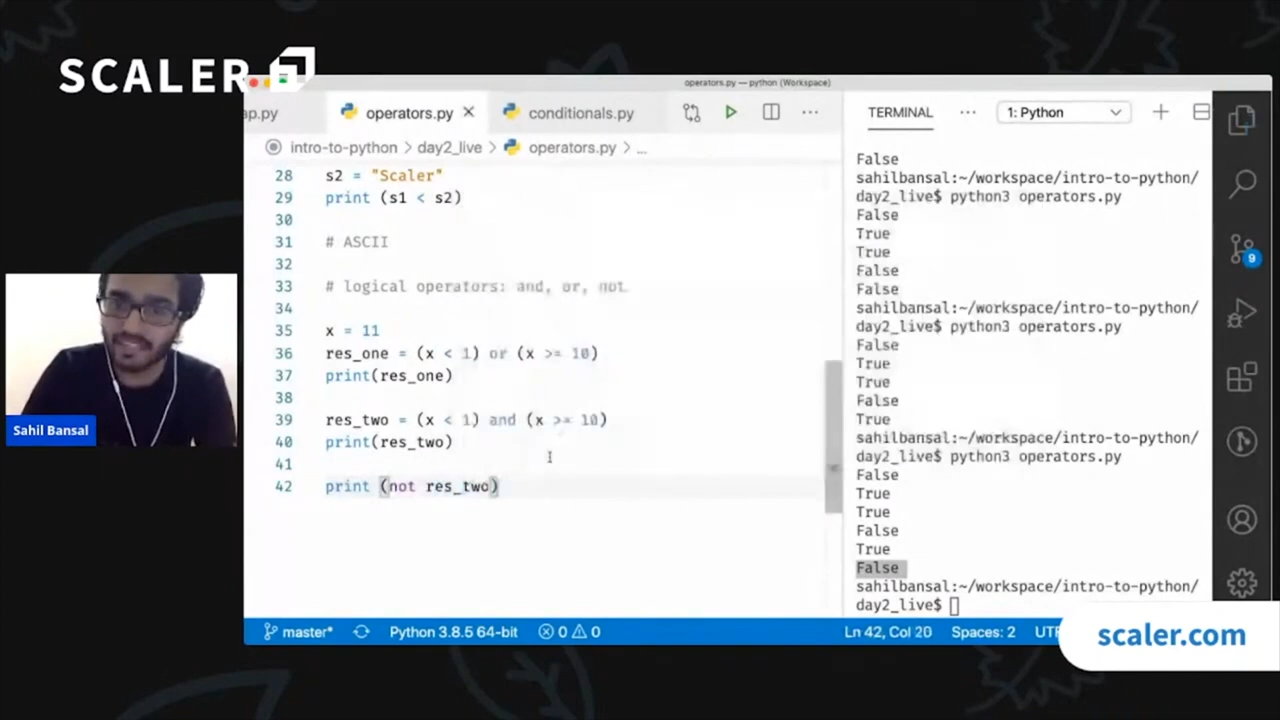 SCALER
operators.py — python (Workspace)
ap.py
operators.py
conditionals.py
intro-to-python > day2_live > operators.py > ...
28 s2 = "Scaler"
29 print (s1 < s2)
30
31 # ASCII
32
33 # logical operators: and, or, not
34
35 x = 11
36 res_one = (x < 1) or (x >= 10)
37 print(res_one)
38
39 res_two = (x < 1) and (x >= 10)
40 print(res_two)
41
42 print (not res_two)
TERMINAL ... 1: Python
False
sahilbansal:~/workspace/intro-to-python/
day2_live$ python3 operators.py
False
True
True
False
False
sahilbansal:~/workspace/intro-to-python/
day2_live$ python3 operators.py
False
True
True
False
True
sahilbansal:~/workspace/intro-to-python/
day2_live$ python3 operators.py
False
True
True
False
True
False
sahilbansal:~/workspace/intro-to-python/
day2_live$
9
Sahil Bansal
master* Python 3.8.5 64-bit 0 0 Ln 42, Col 20 Spaces: 2 UTF
scaler.com